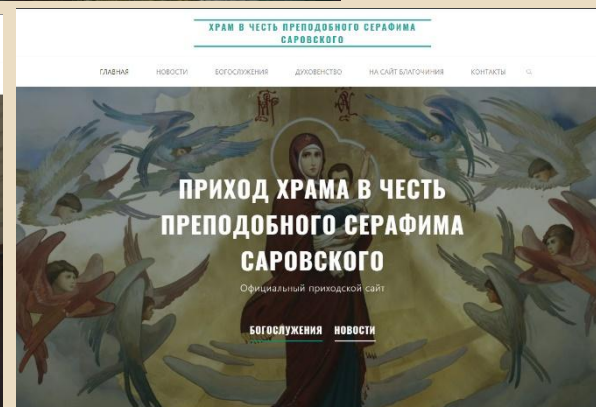 ХРАМ В ЧЕСТЬ ПРЕПОДОБНОГО СЕРАФИМА
САРОВСКОГО
ГЛАВНАЯ НОВОСТИ БОГОСЛУЖЕНИЯ ДУХОВЕНСТВО НА САЙТ БЛАГОЧИНИЯ КОНТАКТЫ
ПРИХОД ХРАМА В ЧЕСТЬ
ПРЕПОДОБНОГО СЕРАФИМА
САРОВСКОГО
Официальный приходской сайт
БОГОСЛУЖЕНИЯ НОВОСТИ